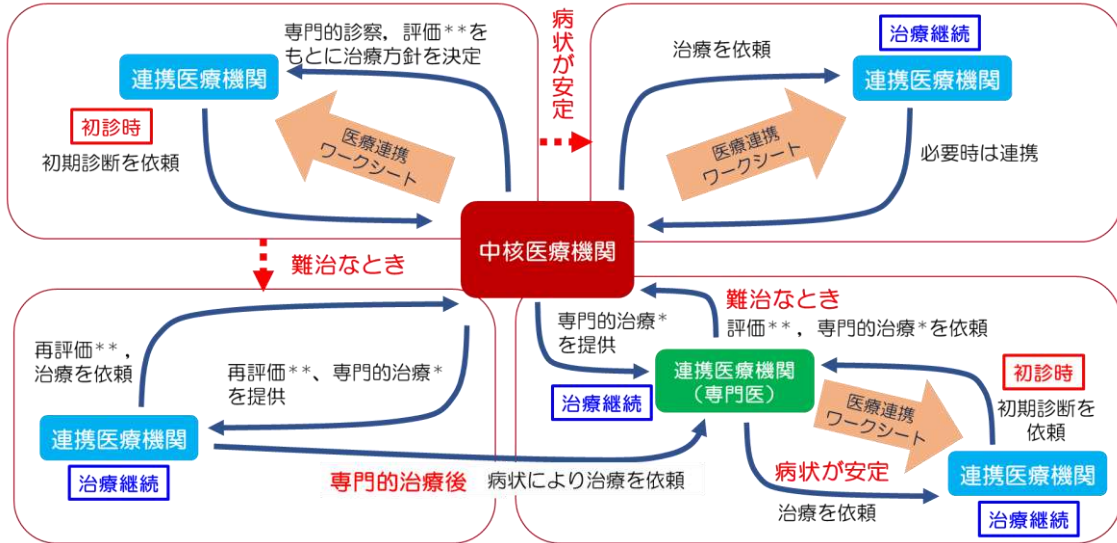 専門的診察，評価**を
もとに治療方針を決定
連携医療機関
初診時
初期診断を依頼
医療連携
ワークシート
病状が安定
治療継続
治療を依頼
連携医療機関
医療連携
ワークシート
必要時は連携
中核医療機関
難治なとき
再評価**，
治療を依頼
再評価**、専門的治療*
を提供
連携医療機関
治療継続
専門的治療後 病状により治療を依頼
専門的治療*
を提供
難治なとき
評価**，専門的治療*を依頼
治療継続
連携医療機関
（専門医）
医療連携
ワークシート
初診時
初期診断を
依頼
病状が安定
治療を依頼
連携医療機関
治療継続